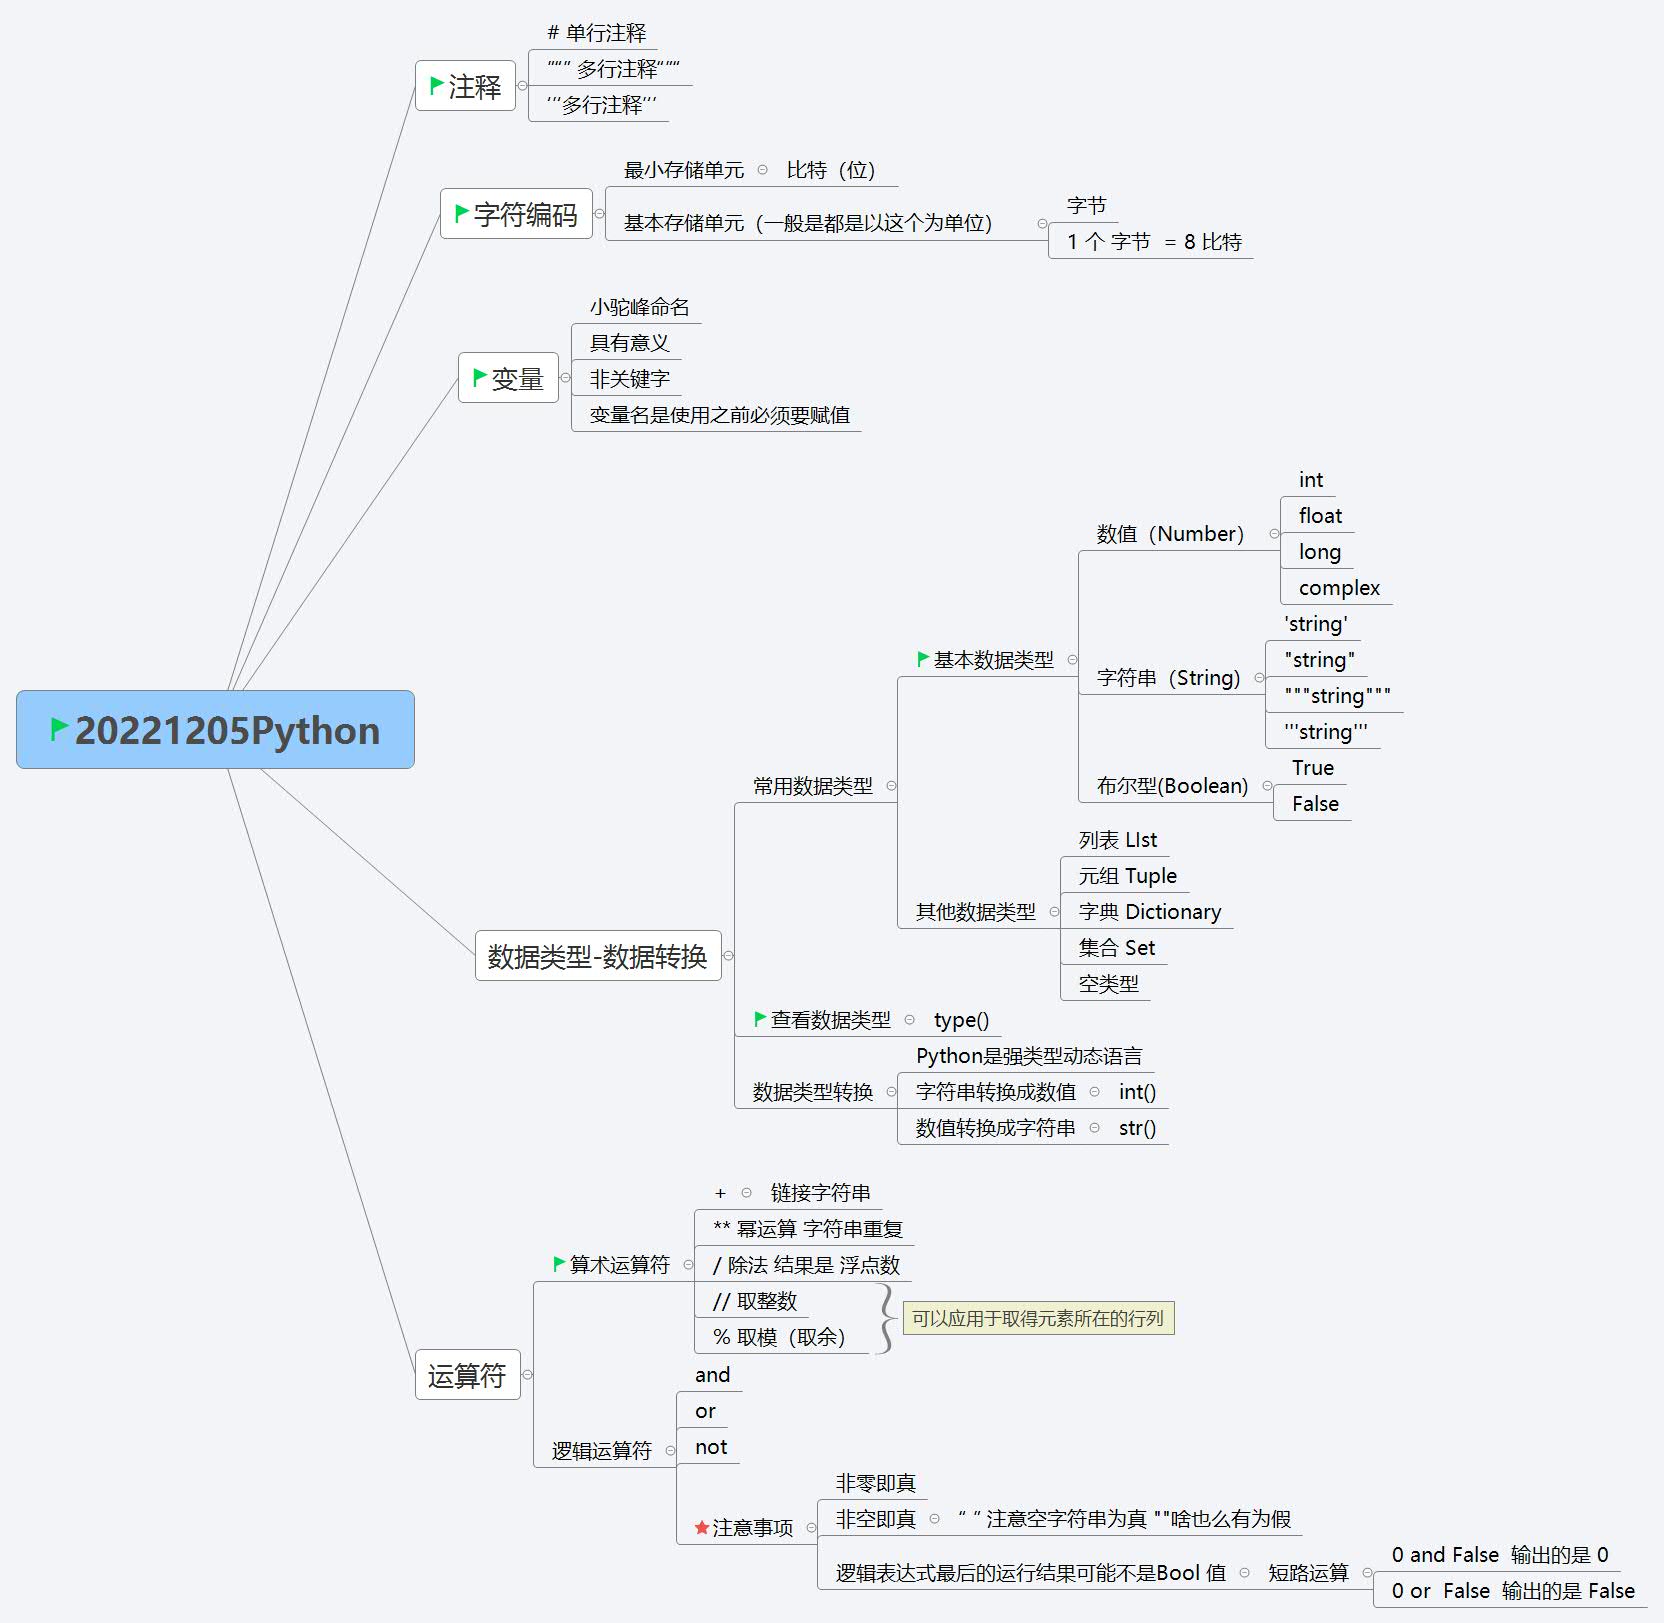 # 单行注释
””” 多行注释“““
’’’多行注释’’’
注释
最小存储单元 比特（位）
字符编码
基本存储单元（一般是都是以这个为单位）
字节
1 个 字节 = 8 比特
小驼峰命名
具有意义
变量
非关键字
变量名是使用之前必须要赋值
20221205Python
数据类型-数据转换
常用数据类型
基本数据类型
数值（Number）
int
float
long
complex
字符串（String）
'string'
"string"
"""string"""
'''string'''
布尔型(Boolean)
True
False
其他数据类型
列表 LIst
元组 Tuple
字典 Dictionary
集合 Set
空类型
查看数据类型 type()
数据类型转换
Python是强类型动态语言
字符串转换成数值 int()
数值转换成字符串 str()
运算符
算术运算符
+ 链接字符串
** 幂运算 字符串重复
/ 除法 结果是 浮点数
// 取整数
% 取模（取余）
可以应用于取得元素所在的行列
逻辑运算符
and
or
not
注意事项
非零即真
非空即真 “ ” 注意空字符串为真 ""啥也么有为假
逻辑表达式最后的运行结果可能不是Bool 值 短路运算
0 and False 输出的是 0
0 or False 输出的是 False